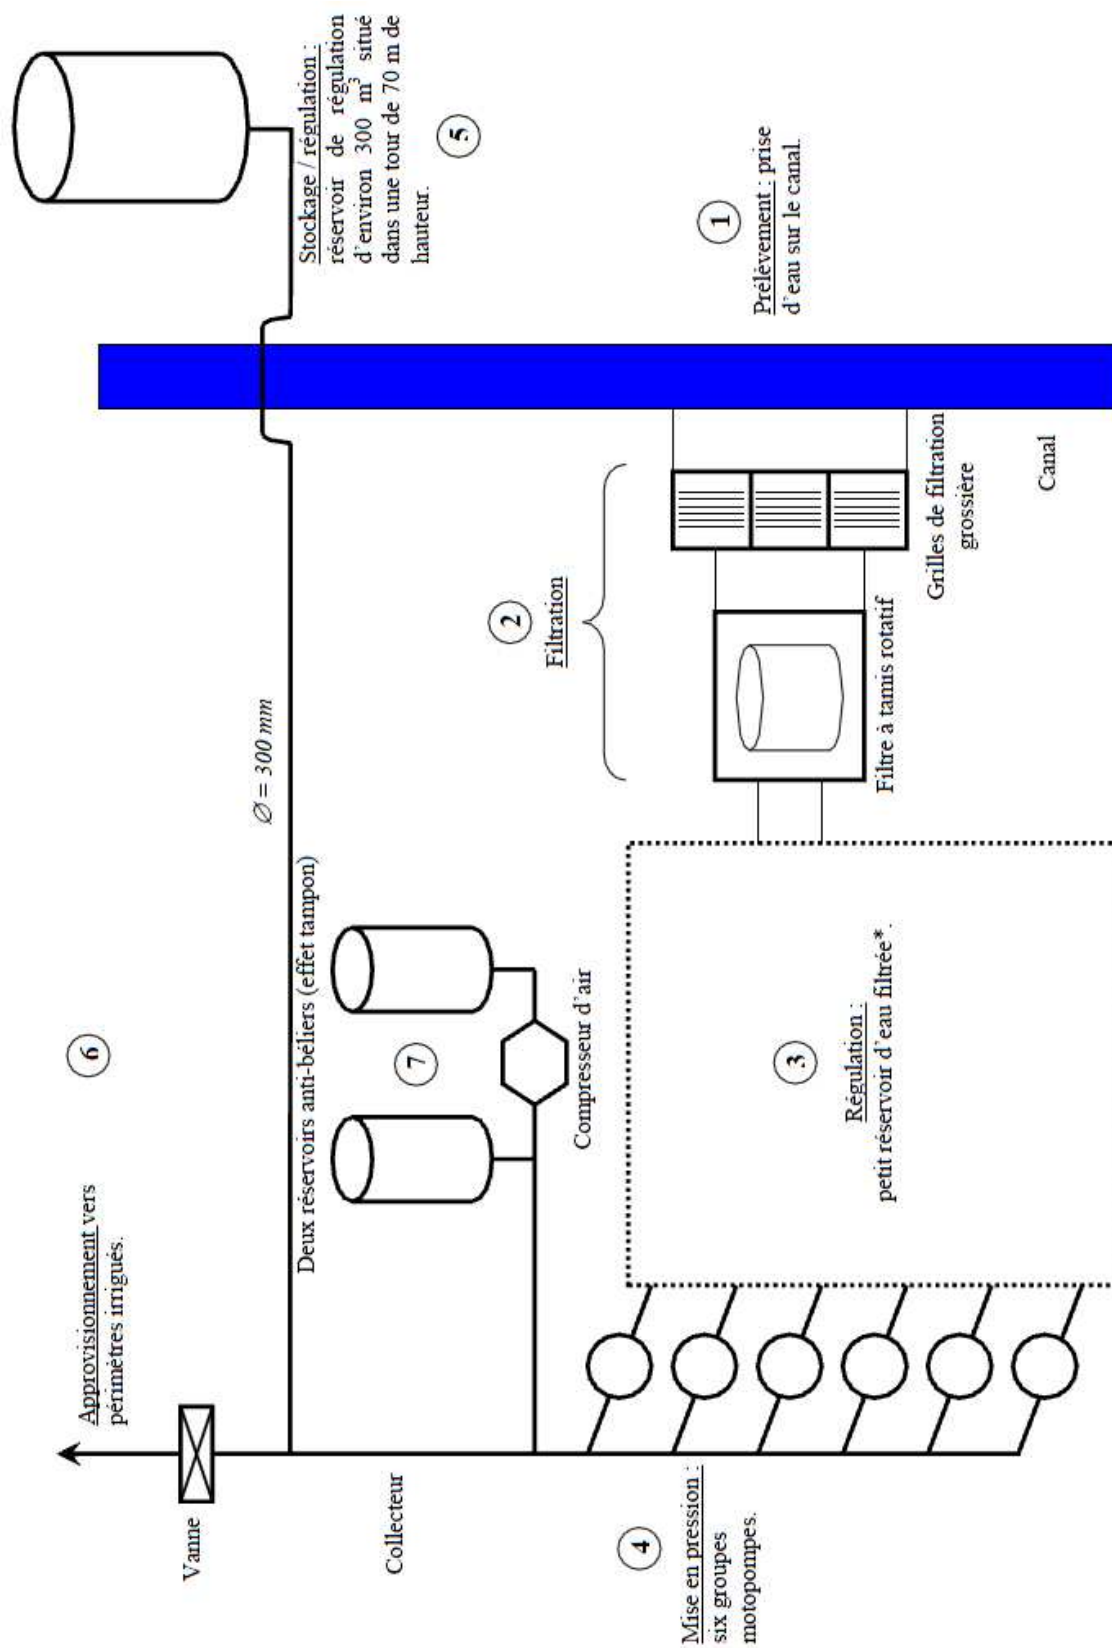 Stockage / régulation :
réservoir de régulation
d'environ 300 m³ situé
dans une tour de 70 m de
hauteur.
5
1
Prélèvement : prise
d'eau sur le canal.
Canal
Grilles de filtration
grossière
2
Filtration
Filtre à tamis rotatif
Ø = 300 mm
Deux réservoirs anti-béliers (effet tampon)
7
Compresseur d'air
3
Régulation :
petit réservoir d'eau filtrée*.
6
Approvisionnement vers
périmètres irrigués.
Vanne
Collecteur
4
Mise en pression :
six groupes
motopompes.